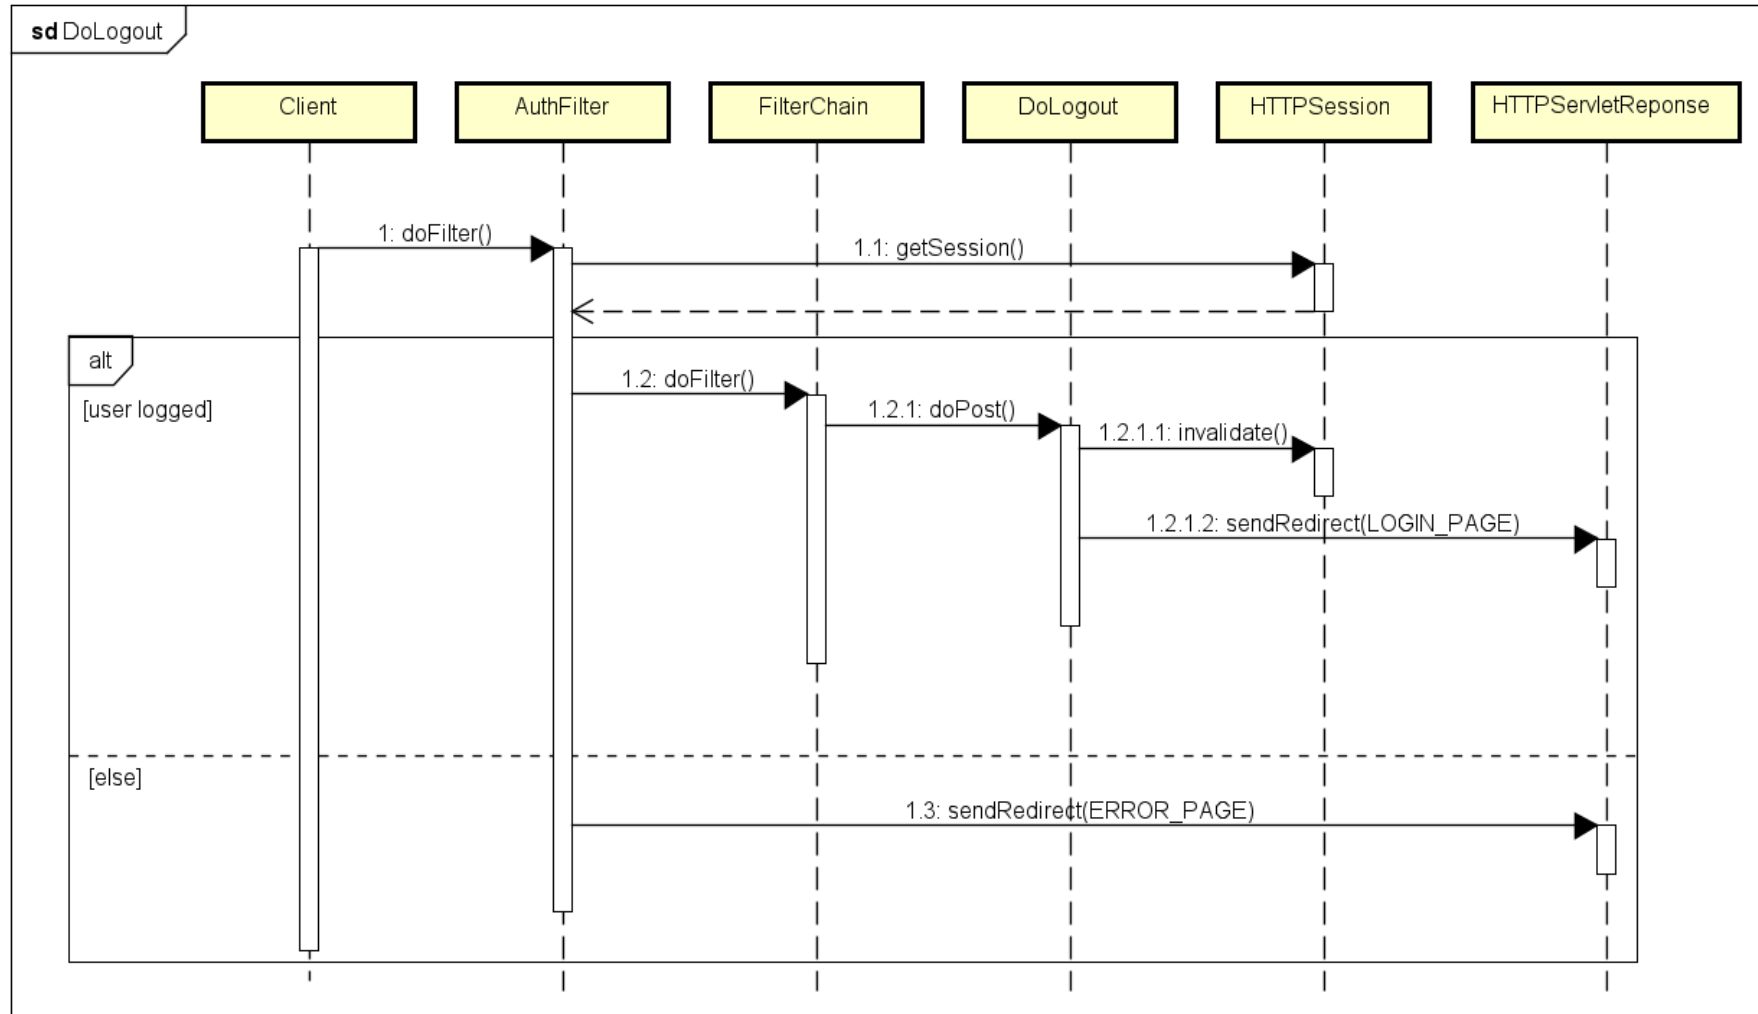 sd DoLogout
Client
AuthFilter
FilterChain
DoLogout
HTTPSession
HTTPServletReponse
1: doFilter()
1.1: getSession()
alt
[user logged]
1.2: doFilter()
1.2.1: doPost()
1.2.1.1: invalidate()
1.2.1.2: sendRedirect(LOGIN_PAGE)
[else]
1.3: sendRedirect(ERROR_PAGE)